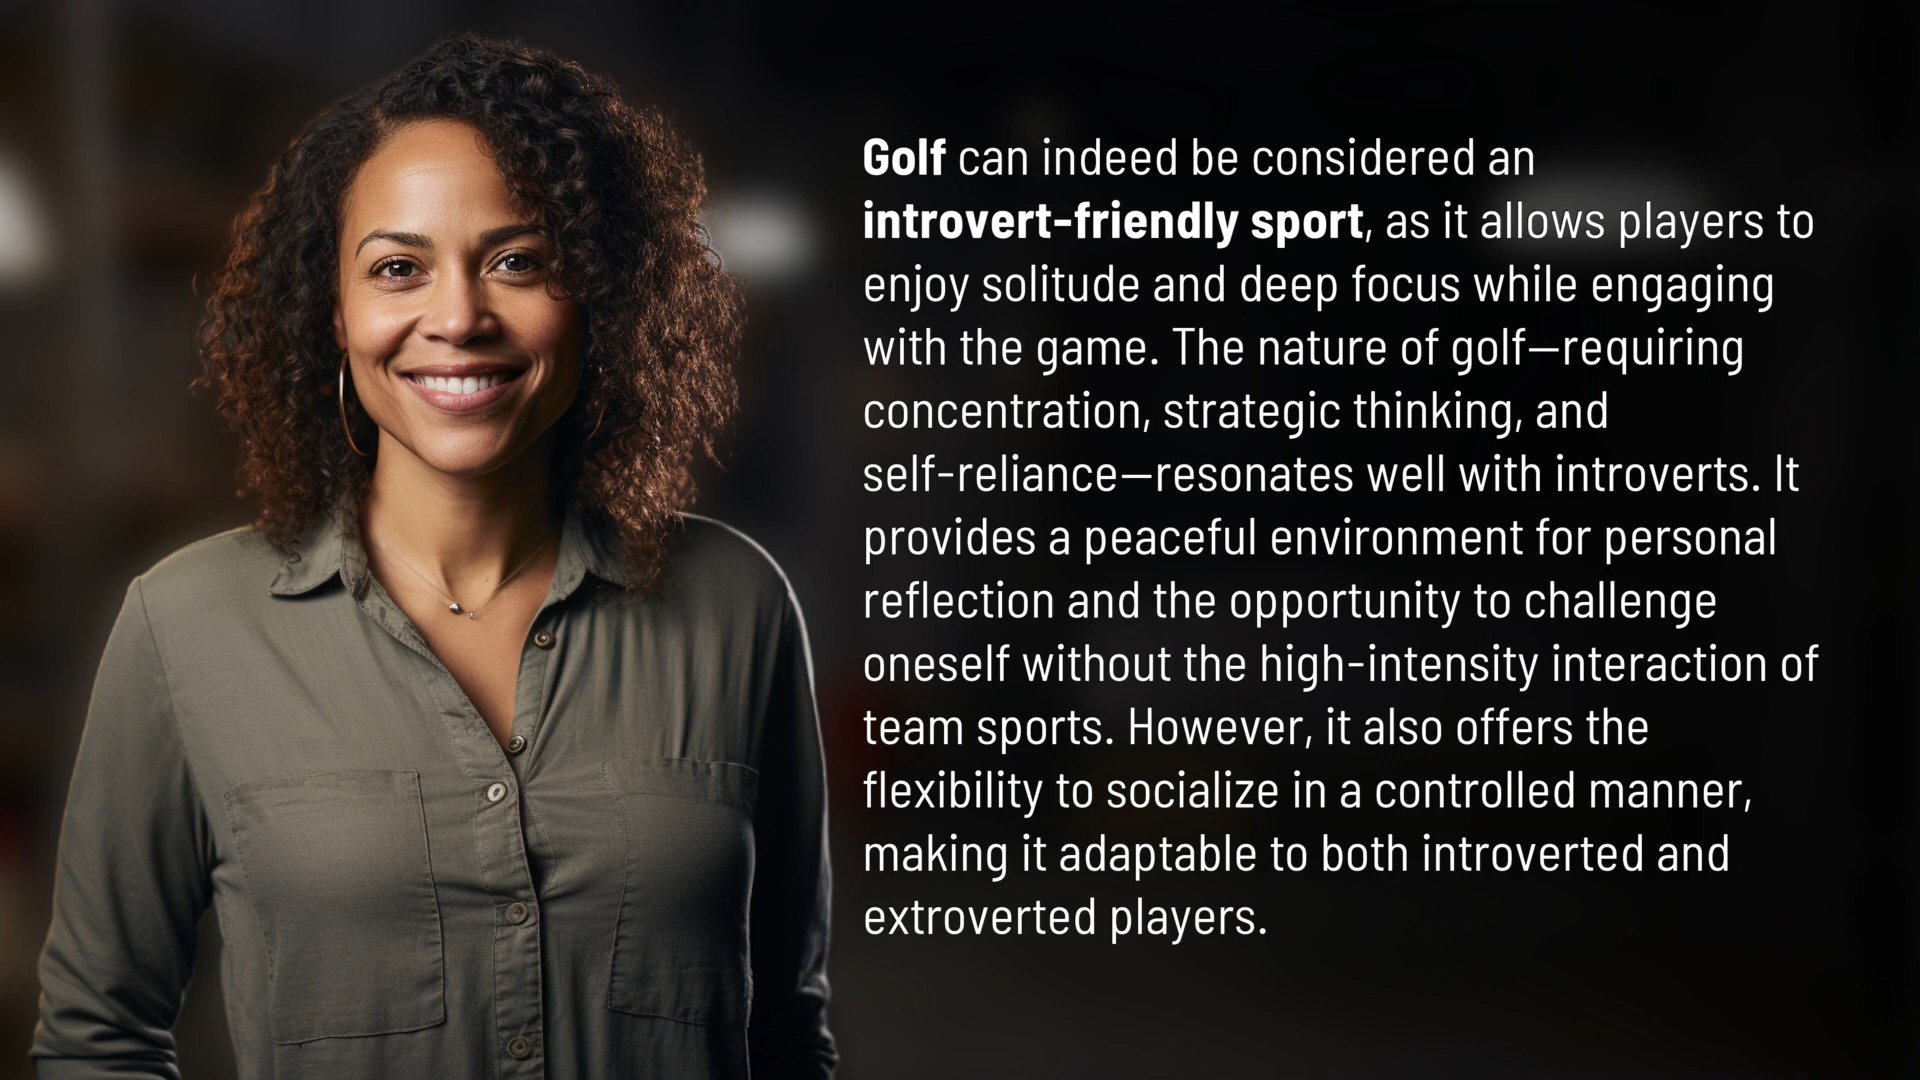 Golf can indeed be considered an
introvert-friendly sport, as it allows players to
enjoy solitude and deep focus while engaging
with the game. The nature of golf—requiring
concentration, strategic thinking, and
self-reliance—resonates well with introverts. It
provides a peaceful environment for personal
reflection and the opportunity to challenge
oneself without the high-intensity interaction of
team sports. However, it also offers the
flexibility to socialize in a controlled manner,
making it adaptable to both introverted and
extroverted players.